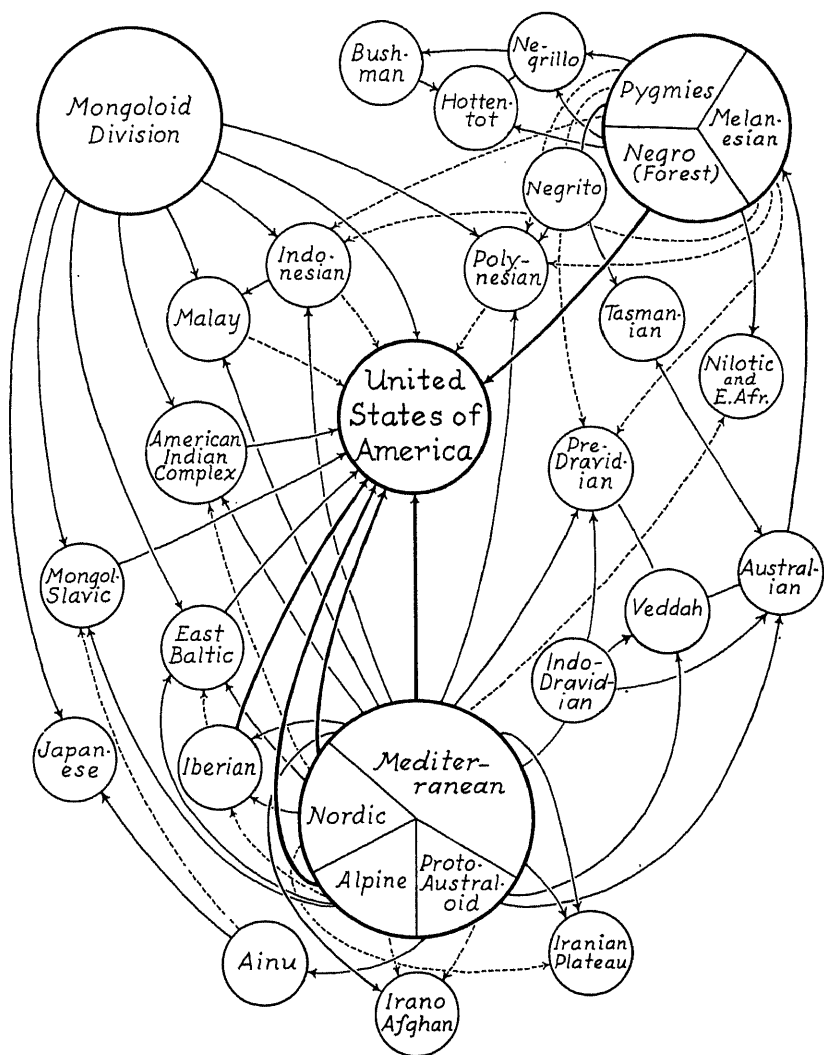 Mongoloid
Division
Bush-
man
Ne-
grillo
Hotten-
tot
Pygmies
Melan-
esian
Negro
(Forest)
Negrito
Indo-
nesian
Poly-
nesian
Malay
Tasman-
ian
Nilotic
and
E. Afr.
United
States of
America
American
Indian
Complex
Pre-
Dravid-
ian
Mongol-
Slavic
Austral-
ian
Veddah
East
Baltic
Indo-
Dravid-
ian
Japan-
ese
Iberian
Mediter-
ranean
Nordic
Alpine
Proto-
Austral-
oid
Ainu
Iranian
Plateau
Irano
Afghan